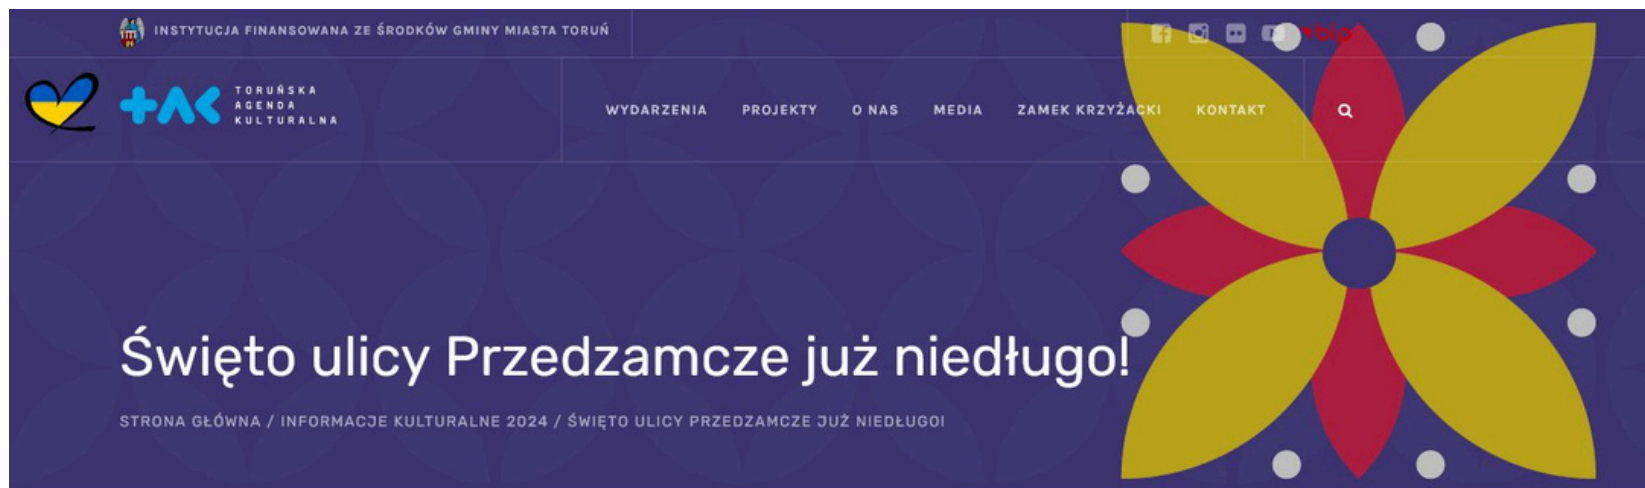 INSTYTUCJA FINANSOWANA ZE ŚRODKÓW GMINY MIASTA TORUŃ
bip
TORUŃSKA
AGENDA
KULTURALNA
WYDARZENIA PROJEKTY O NAS MEDIA ZAMEK KRZYŻACKI KONTAKT
Święto ulicy Przedzamcze już niedługo!
STRONA GŁÓWNA / INFORMACJE KULTURALNE 2024 / ŚWIĘTO ULICY PRZEDZAMCZE JUŻ NIEDŁUGO!